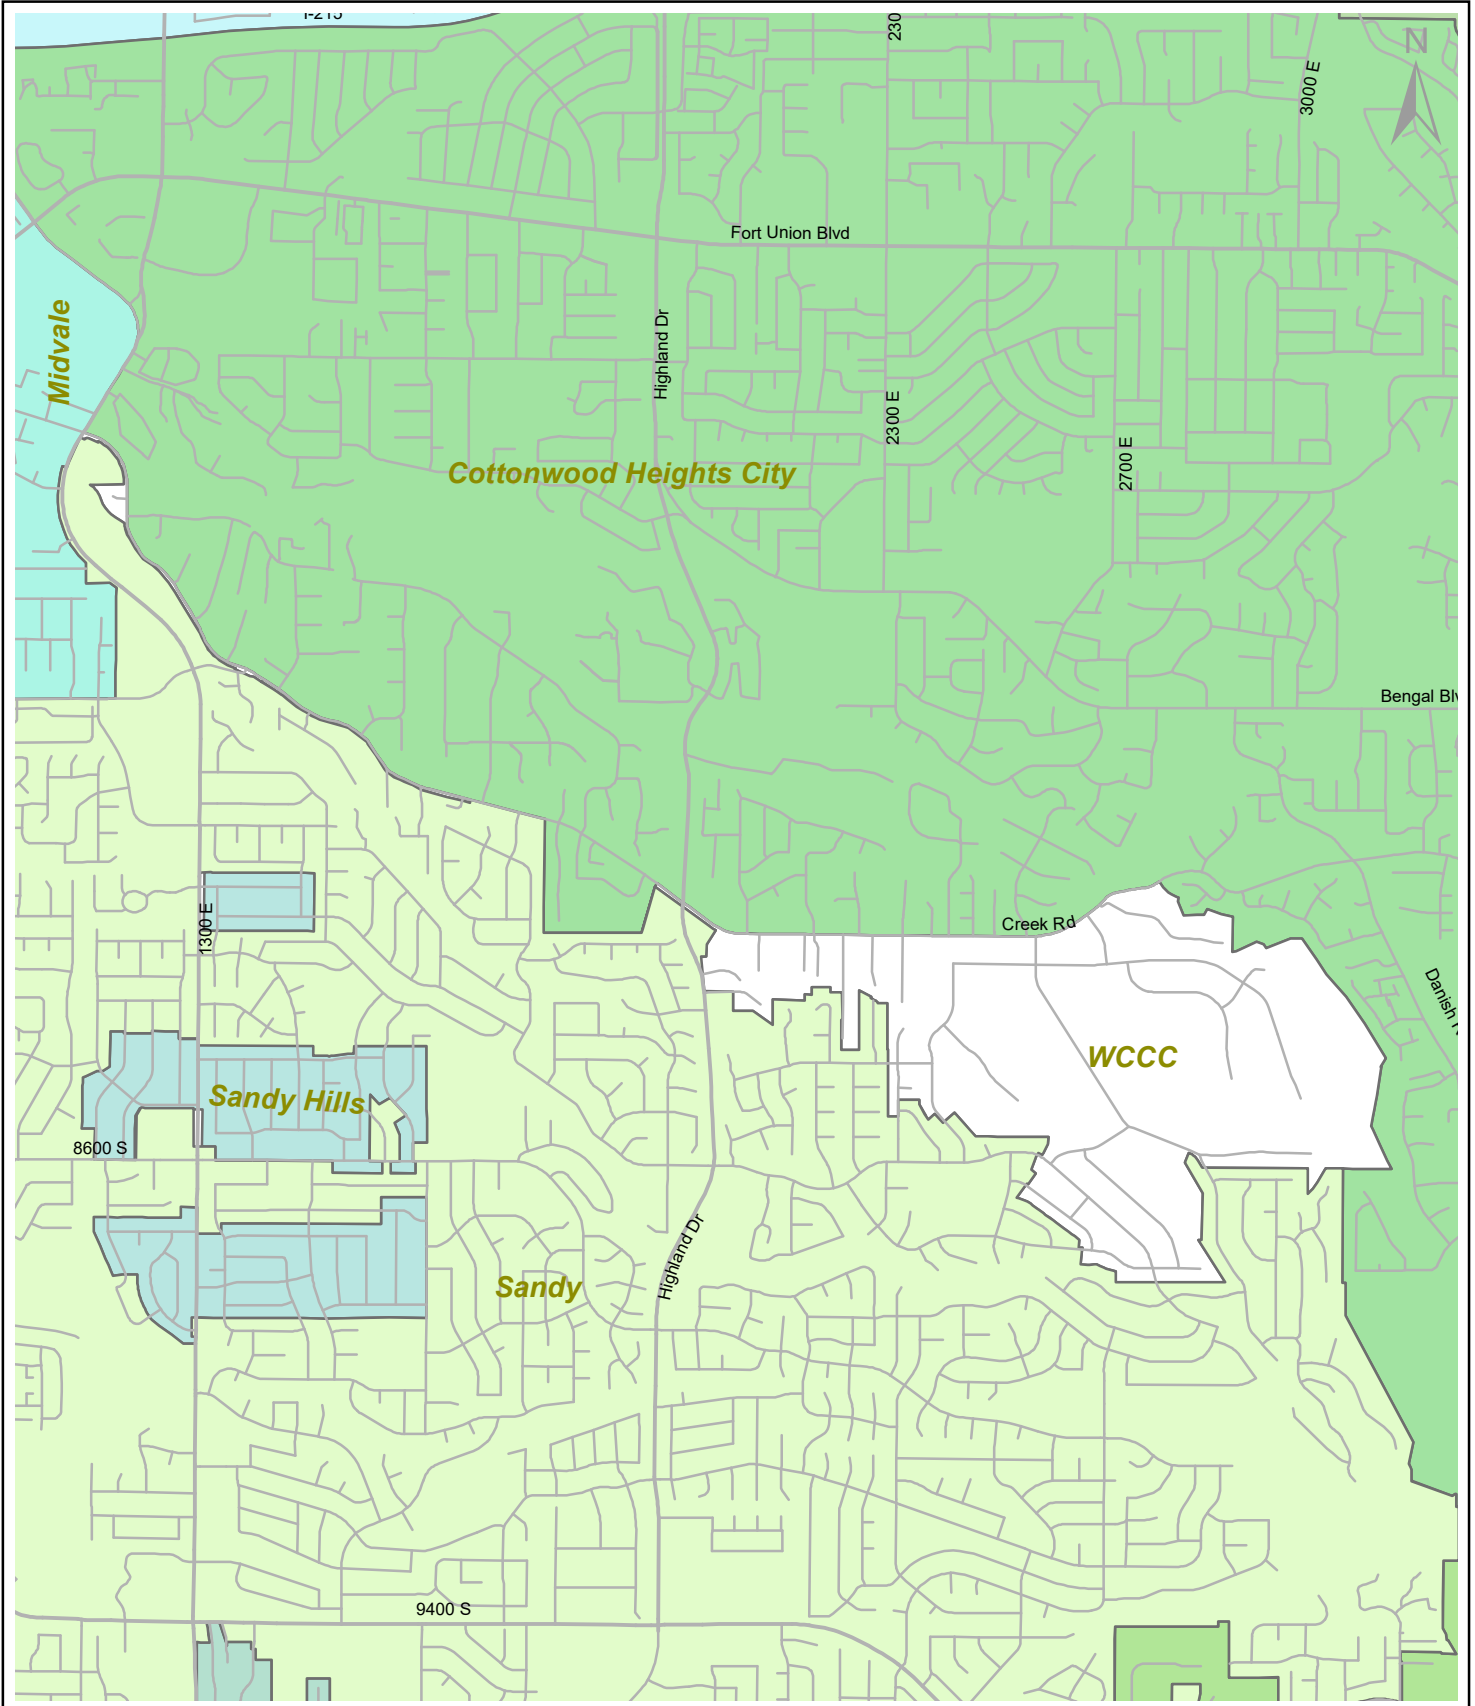 I-215
230
N
3000 E
Fort Union Blvd
Midvale
Highland Dr
2300 E
2700 E
Cottonwood Heights City
Bengal Blv
1300 E
Creek Rd
Danish
WCCC
Sandy Hills
8600 S
Highland Dr
Sandy
9400 S